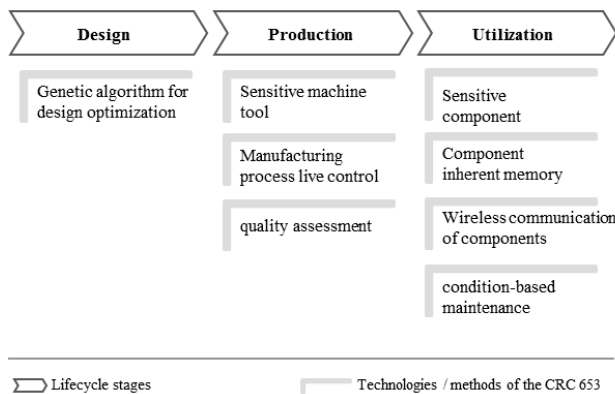 Design
Production
Utilization
Genetic algorithm for
design optimization
Sensitive machine
tool
Manufacturing
process live control
quality assessment
Sensitive
component
Component
inherent memory
Wireless communication
of components
condition-based
maintenance
Lifecycle stages
Technologies / methods of the CRC 653